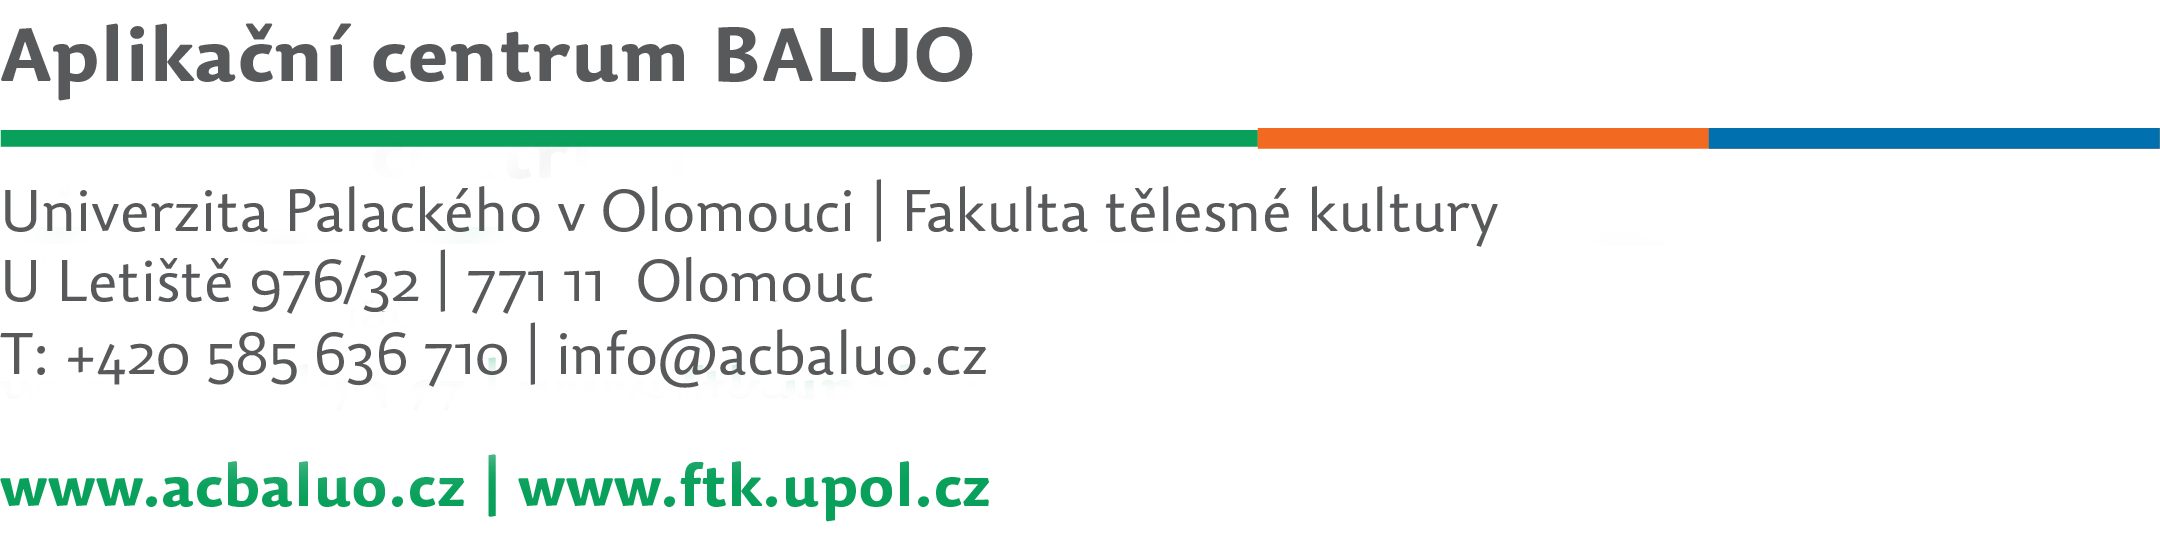 Aplikační centrum BALUO
Univerzita Palackého v Olomouci | Fakulta tělesné kultury
U Letiště 976/32 | 771 11 Olomouc
T: +420 585 636 710 | info@acbaluo.cz
www.acbaluo.cz | www.ftk.upol.cz